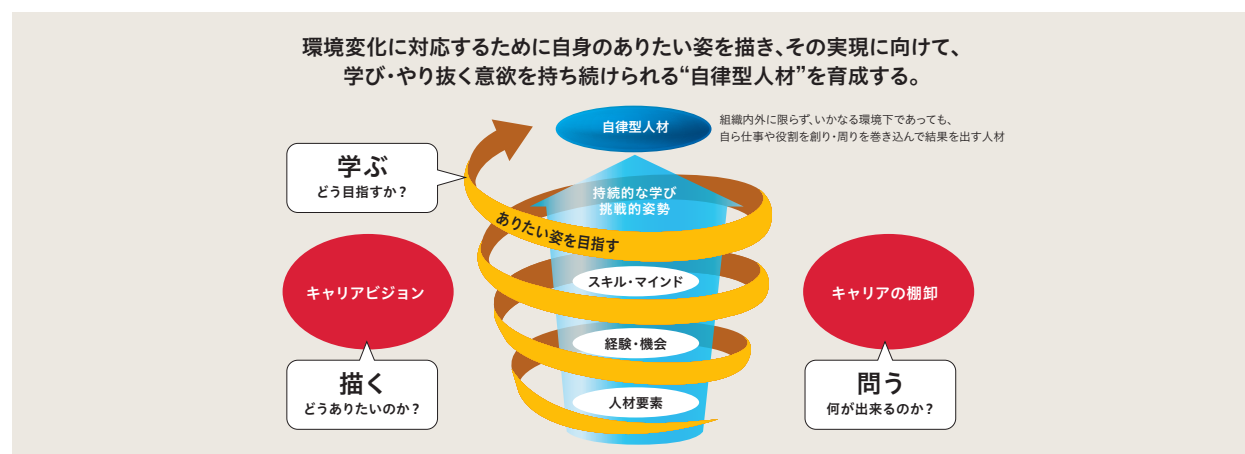 環境変化に対応するために自身のありたい姿を描き、その実現に向けて、
学び・やり抜く意欲を持ち続けられる“自律型人材”を育成する。
自律型人材
組織内外に限らず、いかなる環境下であっても、
自ら仕事や役割を創り・周りを巻き込んで結果を出す人材
学ぶ
どう目指すか？
持続的な学び
挑戦的姿勢
ありたい姿を目指す
キャリアビジョン
スキル・マインド
キャリアの棚卸
経験・機会
描く
どうありたいのか？
人材要素
問う
何が出来るのか？